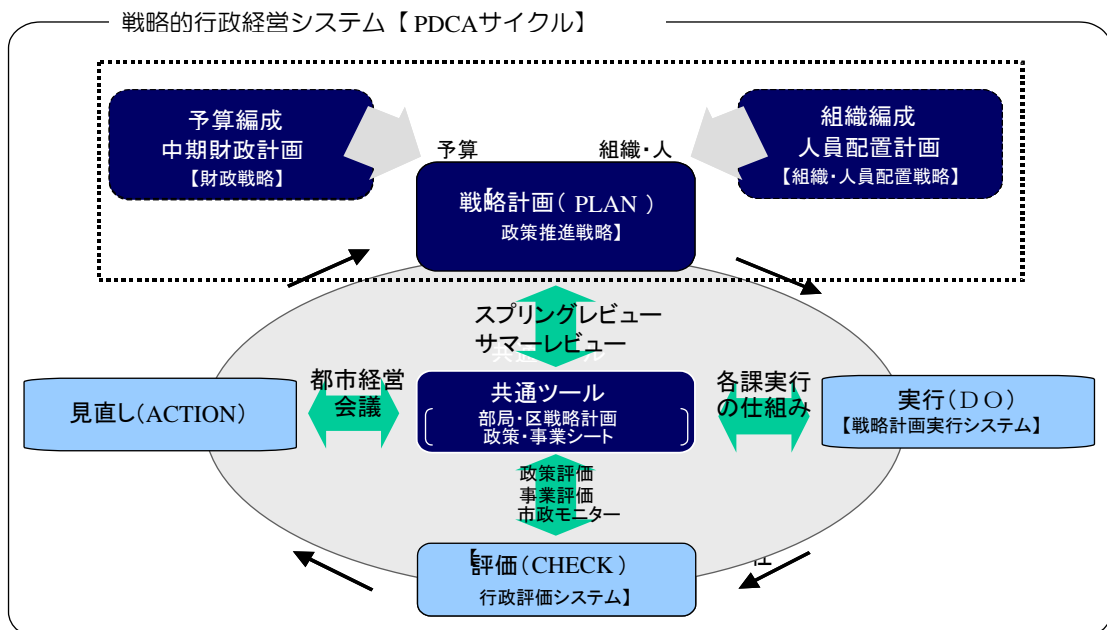 戦略的行政経営システム【 PDCAサイクル】
予算編成
中期財政計画
【財政戦略】
組織編成
人員配置計画
【組織・人員配置戦略】
予算
組織・人
戦略計画( PLAN )
【政策推進戦略】
スプリングレビュー
サマーレビュー
都市経営
会議
共通ツール
部局・区戦略計画
政策・事業シート
各課実行
の仕組み
見直し(ACTION)
実行(DO)
【戦略計画実行システム】
政策評価
事業評価
市政モニター
評価(CHECK)
【行政評価システム】